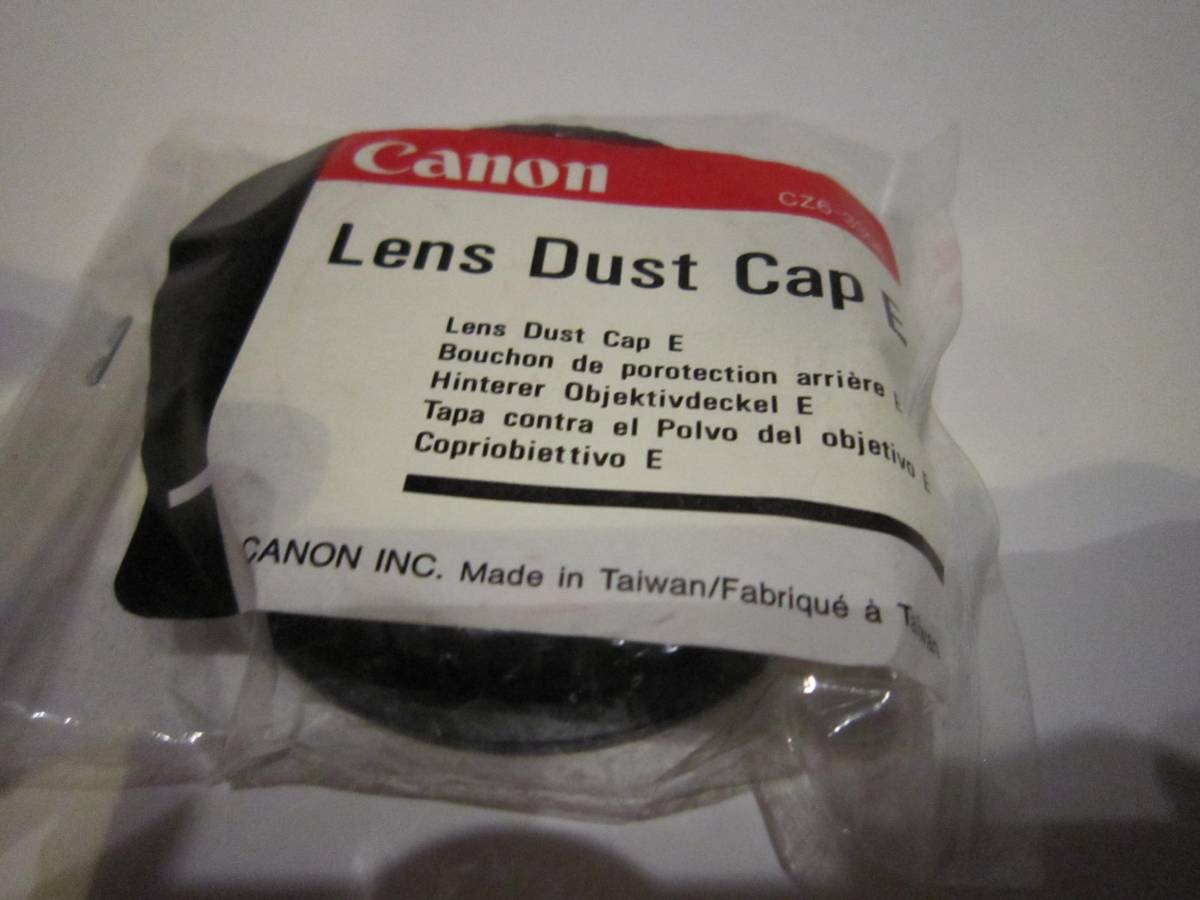 Canon
CZ6-
Lens Dust Cap E
Lens Dust Cap E
Bouchon de porotection arrière E
Hinterer Objektivdeckel E
Tapa contra el Polvo del objetivo E
Copriobiettivo E
CANON INC. Made in Taiwan/Fabriqué à Taiwan